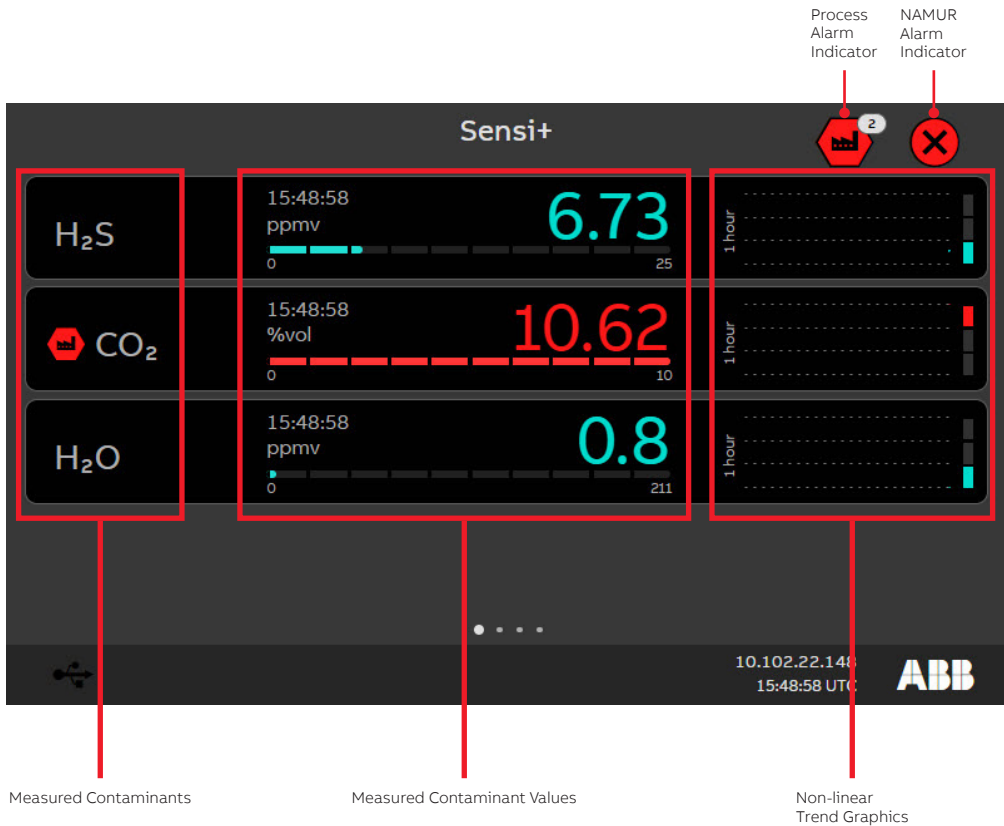 Process
Alarm
Indicator
NAMUR
Alarm
Indicator
Sensi+
2
H₂S
15:48:58
ppmv
6.73
0
25
1 hour
CO₂
15:48:58
%vol
10.62
0
10
1 hour
H₂O
15:48:58
ppmv
0.8
0
211
1 hour
10.102.22.148
15:48:58 UTC
ABB
Measured Contaminants
Measured Contaminant Values
Non-linear
Trend Graphics